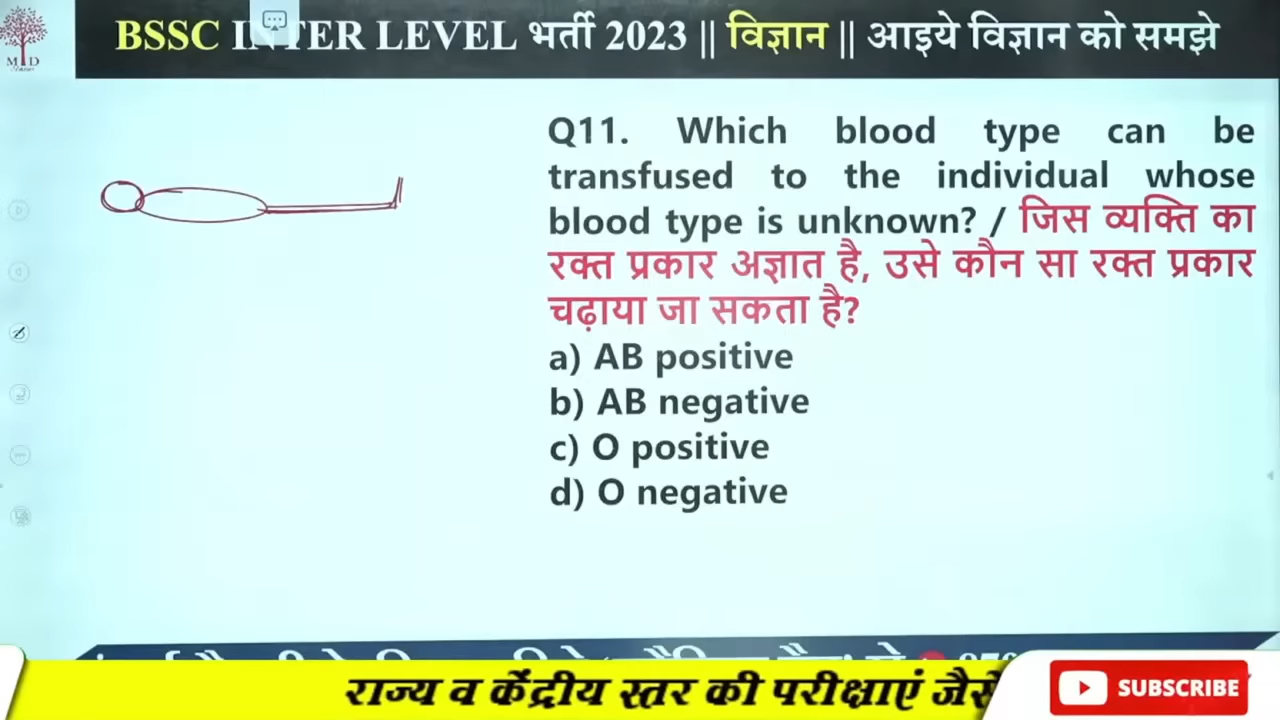 BSSC INTER LEVEL भर्ती 2023 || विज्ञान || आइये विज्ञान को समझे
Q11. Which blood type can be
transfused to the individual whose
blood type is unknown? / जिस व्यक्ति का
रक्त प्रकार अज्ञात है, उसे कौन सा रक्त प्रकार
चढ़ाया जा सकता है?
a) AB positive
b) AB negative
c) O positive
d) O negative
राज्य व केंद्रीय स्तर की परीक्षाएं जैसे
SUBSCRIBE